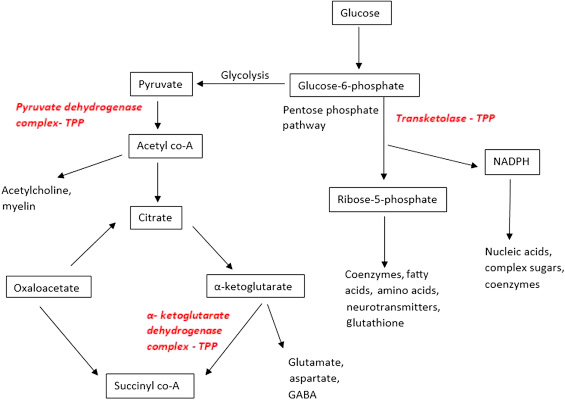 Glucose
Glycolysis
Pyruvate
Glucose-6-phosphate
Pyruvate dehydrogenase
complex- TPP
Pentose phosphate
pathway
Transketolase - TPP
Acetyl co-A
NADPH
Acetylcholine,
myelin
Ribose-5-phosphate
Citrate
Nucleic acids,
complex sugars,
coenzymes
Coenzymes, fatty
acids, amino acids,
neurotransmitters,
glutathione
Oxaloacetate
α-ketoglutarate
α- ketoglutarate
dehydrogenase
complex - TPP
Glutamate,
aspartate,
GABA
Succinyl co-A